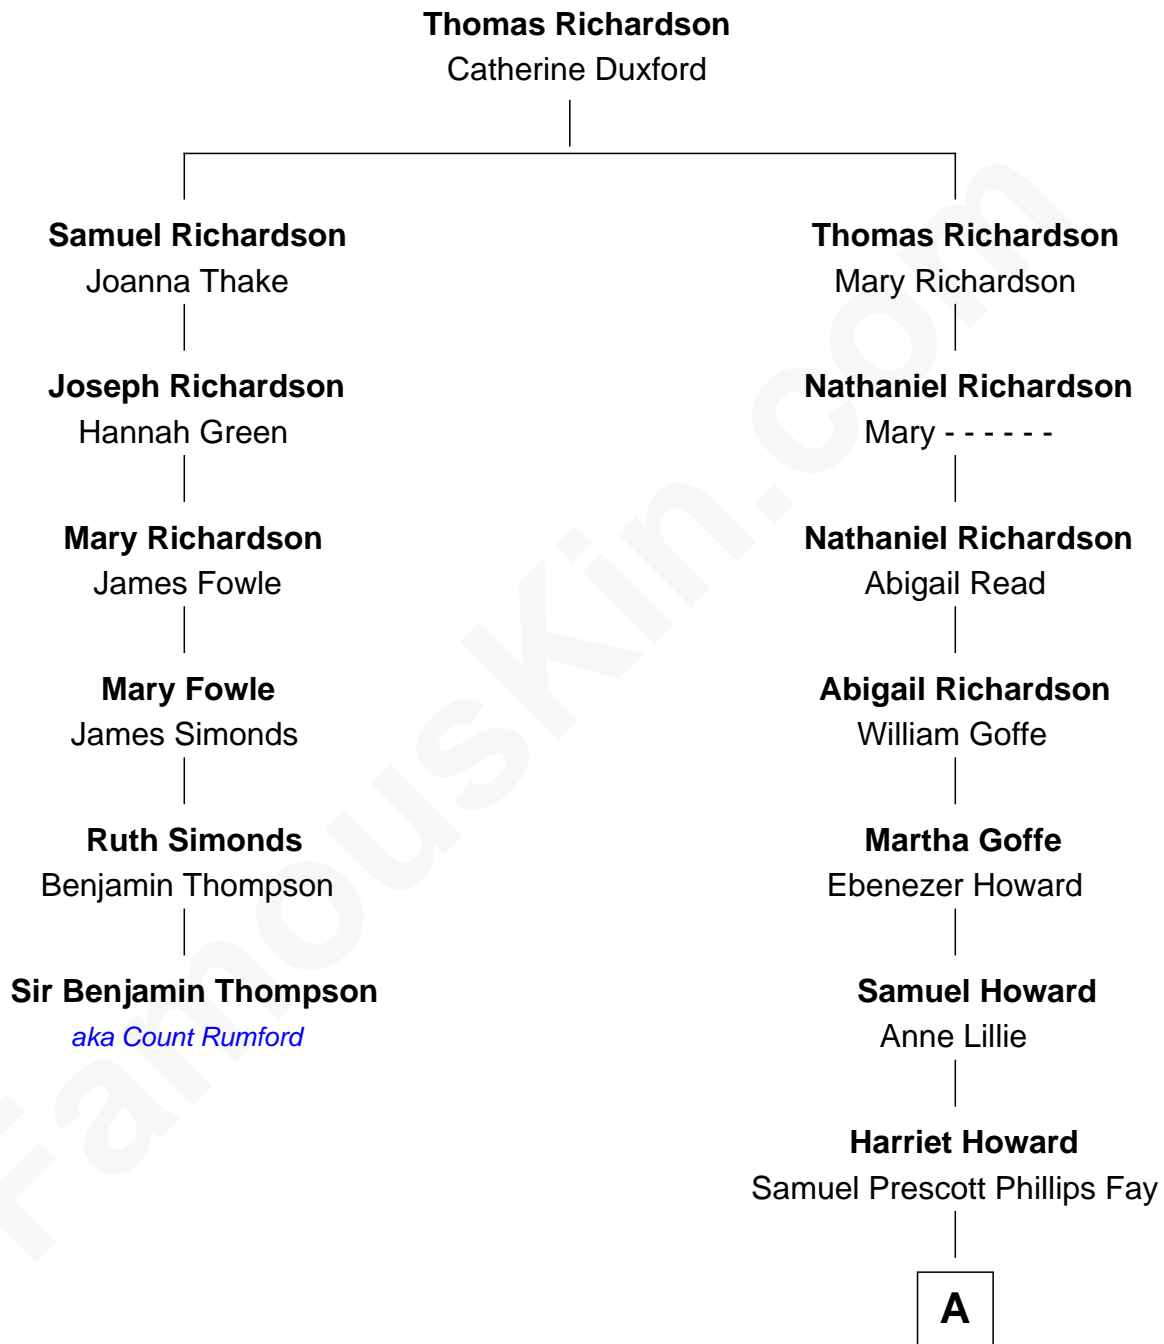 Thomas Richardson
Catherine Duxford
Samuel Richardson
Joanna Thake
Thomas Richardson
Mary Richardson
Joseph Richardson
Hannah Green
Nathaniel Richardson
Mary - - - - - -
Mary Richardson
James Fowle
Nathaniel Richardson
Abigail Read
Mary Fowle
James Simonds
Abigail Richardson
William Goffe
Ruth Simonds
Benjamin Thompson
Martha Goffe
Ebenezer Howard
Sir Benjamin Thompson
aka Count Rumford
Samuel Howard
Anne Lillie
Harriet Howard
Samuel Prescott Phillips Fay
A
FamousKin.com